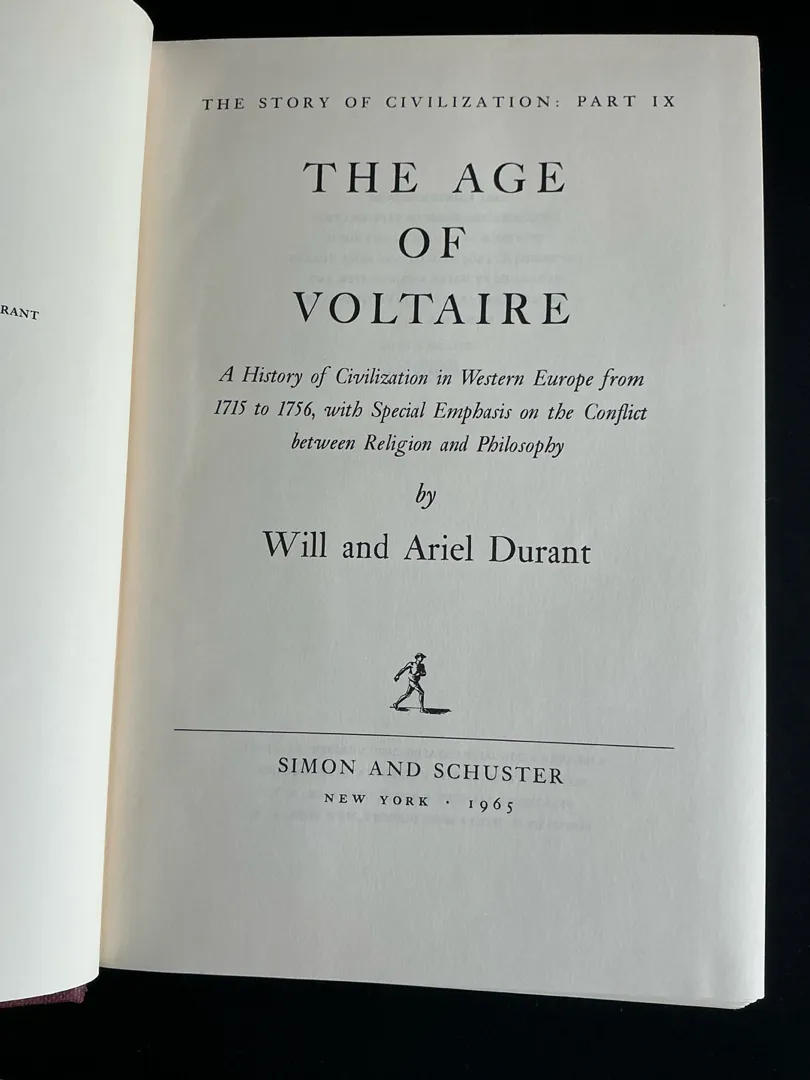 RANT
THE STORY OF CIVILIZATION: PART IX
THE AGE
OF
VOLTAIRE
A History of Civilization in Western Europe from
1715 to 1756, with Special Emphasis on the Conflict
between Religion and Philosophy
by
Will and Ariel Durant
SIMON AND SCHUSTER
NEW YORK · 1965